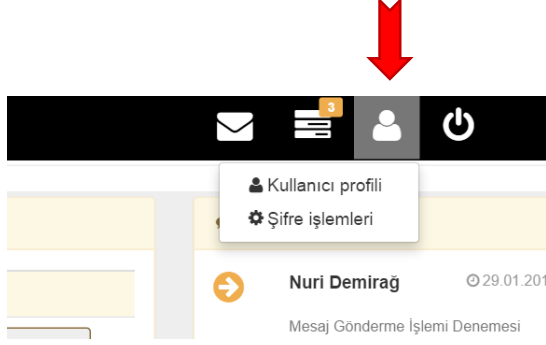 3
Kullanıcı profili
Şifre işlemleri
Nuri Demirağ 29.01.201
Mesaj Gönderme İşlemi Denemesi